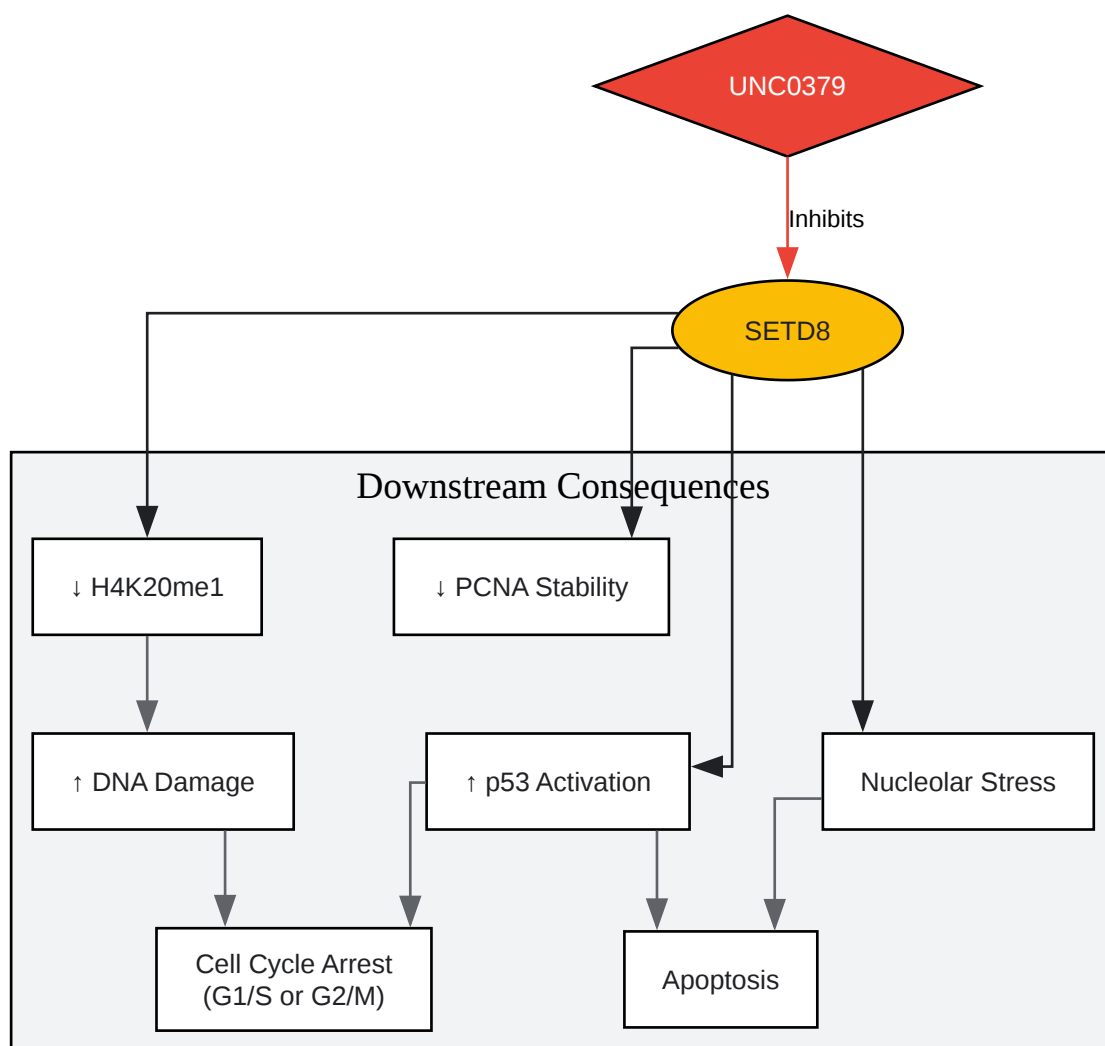 UNC0379
Inhibits
SETD8
Downstream Consequences
↓ H4K20me1
↓ PCNA Stability
↑ DNA Damage
↑ p53 Activation
Nucleolar Stress
Cell Cycle Arrest
(G1/S or G2/M)
Apoptosis